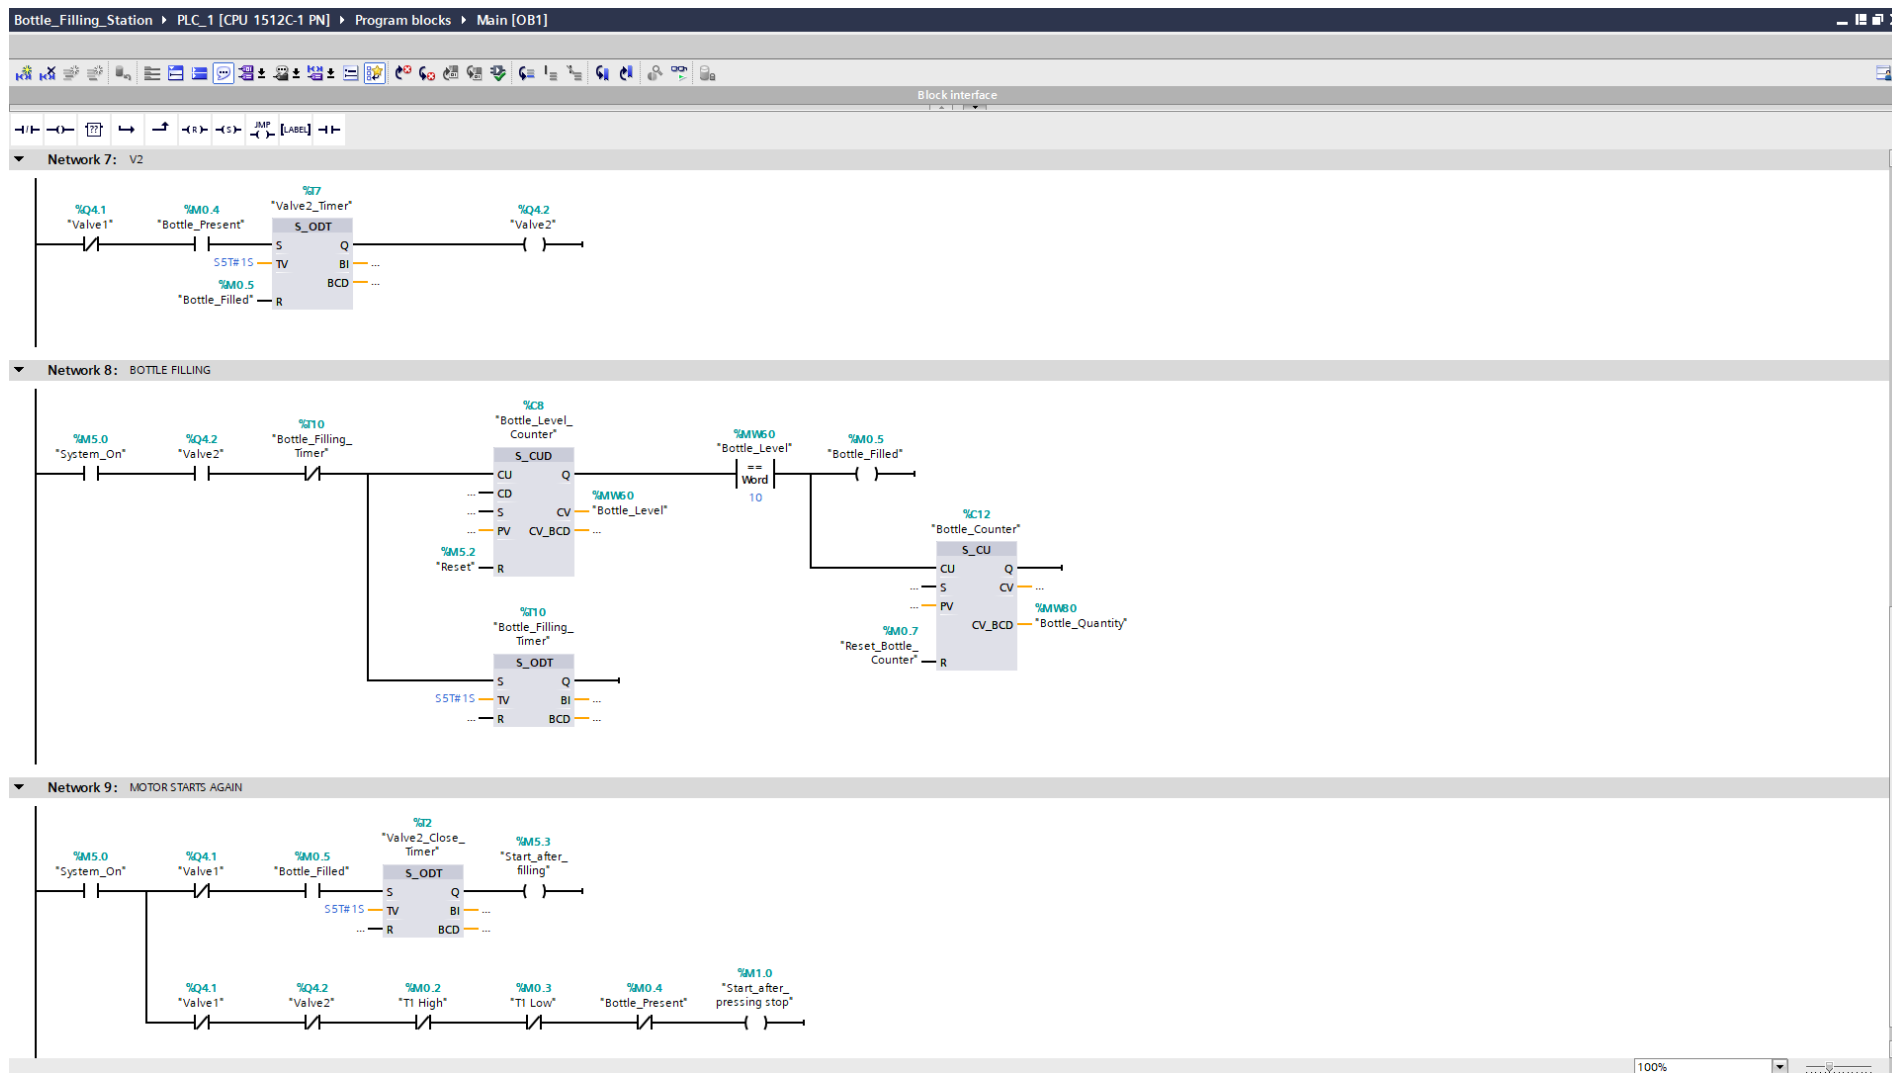 Bottle_Filling_Station ▸ PLC_1 [CPU 1512C-1 PN] ▸ Program blocks ▸ Main [OB1]
Block interface
?? JMP [LABEL]
Network 7: V2
%T7
"Valve2_Timer"
%Q4.1 %M0.4 S_ODT %Q4.2
"Valve1" "Bottle_Present" "Valve2"
S Q
S5T#1S TV BI ...
%M0.5 BCD ...
"Bottle_Filled" R
Network 8: BOTTLE FILLING
%C8
"Bottle_Level_
Counter"
%M5.0 %Q4.2 %T10 S_CUD %MW60 %M0.5
"System_On" "Valve2" "Bottle_Filling_
Timer" "Bottle_Level" "Bottle_Filled"
CU Q ==
Word
10
... CD %MW60
... S CV "Bottle_Level"
... PV CV_BCD ...
%M5.2
"Reset" R
%C12
"Bottle_Counter"
S_CU
CU Q
... S CV ...
... PV %MW80
CV_BCD "Bottle_Quantity"
%M0.7
"Reset_Bottle_
Counter" R
%T10
"Bottle_Filling_
Timer"
S_ODT
S Q
S5T#1S TV BI ...
... R BCD ...
Network 9: MOTOR STARTS AGAIN
%T2
"Valve2_Close_
Timer"
%M5.0 %Q4.1 %M0.5 S_ODT %M5.3
"System_On" "Valve1" "Bottle_Filled" "Start_after_
filling"
S Q
S5T#1S TV BI ...
... R BCD ...
%Q4.1 %Q4.2 %M0.2 %M0.3 %M0.4 %M1.0
"Valve1" "Valve2" "T1 High" "T1 Low" "Bottle_Present" "Start_after_
pressing stop"
100%